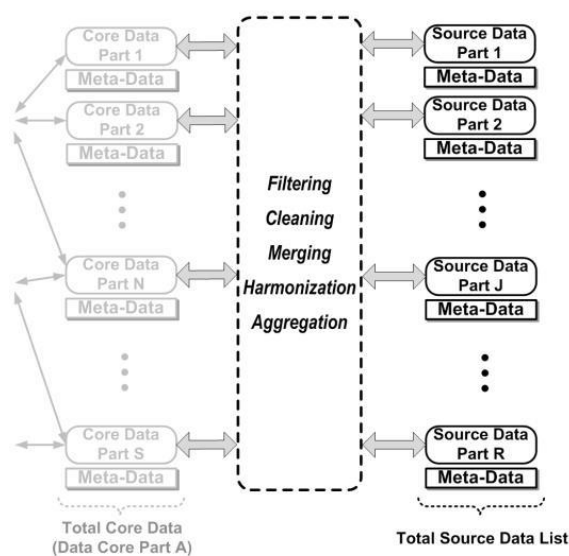 Core Data
Part 1
Meta-Data
Core Data
Part 2
Meta-Data
Core Data
Part N
Meta-Data
Core Data
Part S
Meta-Data
Total Core Data
(Data Core Part A)
Filtering
Cleaning
Merging
Harmonization
Aggregation
Source Data
Part 1
Meta-Data
Source Data
Part 2
Meta-Data
Source Data
Part J
Meta-Data
Source Data
Part R
Meta-Data
Total Source Data List